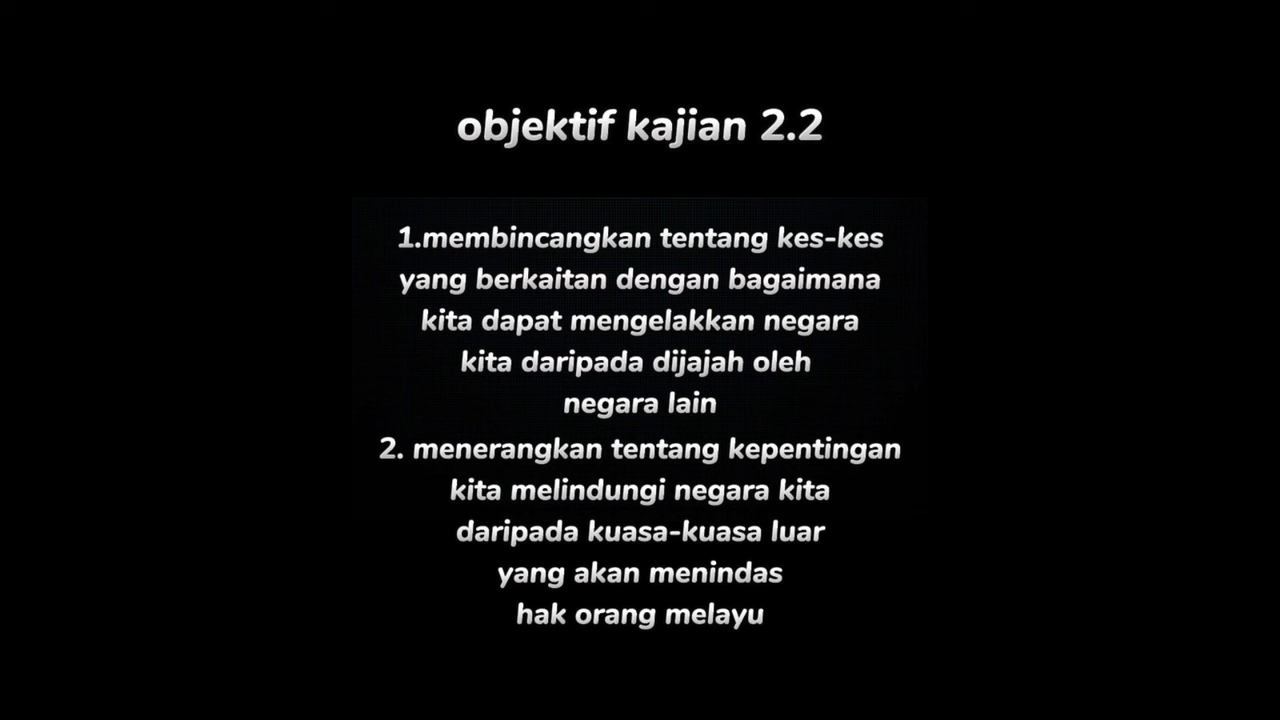 objektif kajian 2.2
1.membincangkan tentang kes-kes
yang berkaitan dengan bagaimana
kita dapat mengelakkan negara
kita daripada dijajah oleh
negara lain
2. menerangkan tentang kepentingan
kita melindungi negara kita
daripada kuasa-kuasa luar
yang akan menindas
hak orang melayu